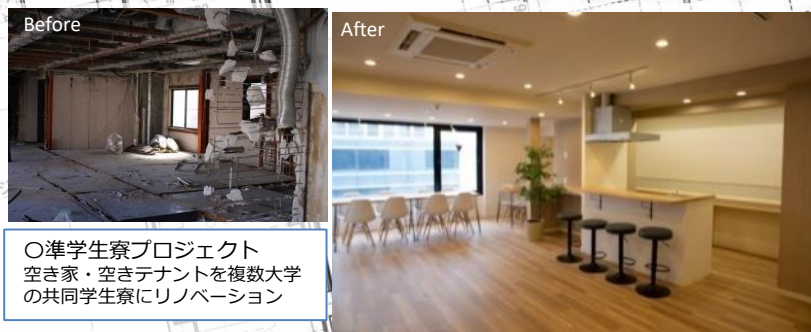 Before
After
〇準学生寮プロジェクト
空き家・空きテナントを複数大学
の共同学生寮にリノベーション